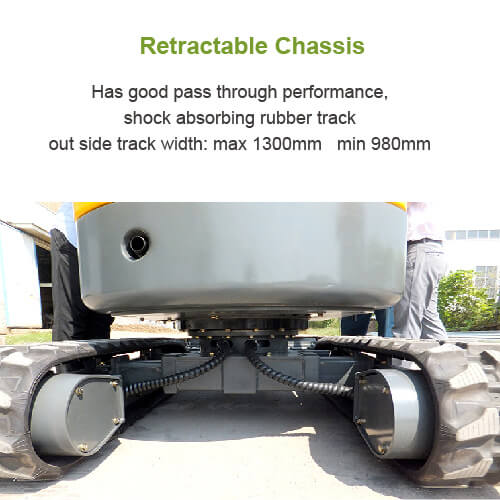 Retractable Chassis
Has good pass through performance,
shock absorbing rubber track
out side track width: max 1300mm min 980mm